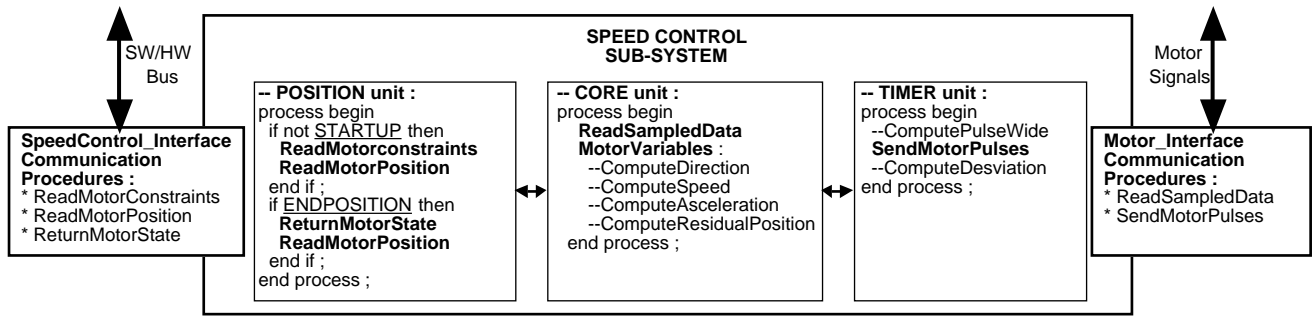 SW/HW
Bus
SPEED CONTROL
SUB-SYSTEM
Motor
Signals
SpeedControl_Interface
Communication
Procedures :
* ReadMotorConstraints
* ReadMotorPosition
* ReturnMotorState
-- POSITION unit :
process begin
if not STARTUP then
ReadMotorconstraints
ReadMotorPosition
end if ;
if ENDPOSITION then
ReturnMotorState
ReadMotorPosition
end if ;
end process ;
-- CORE unit :
process begin
ReadSampledData
MotorVariables :
--ComputeDirection
--ComputeSpeed
--ComputeAsceleration
--ComputeResidualPosition
end process ;
-- TIMER unit :
process begin
--ComputePulseWide
SendMotorPulses
--ComputeDesviation
end process ;
Motor_Interface
Communication
Procedures :
* ReadSampledData
* SendMotorPulses